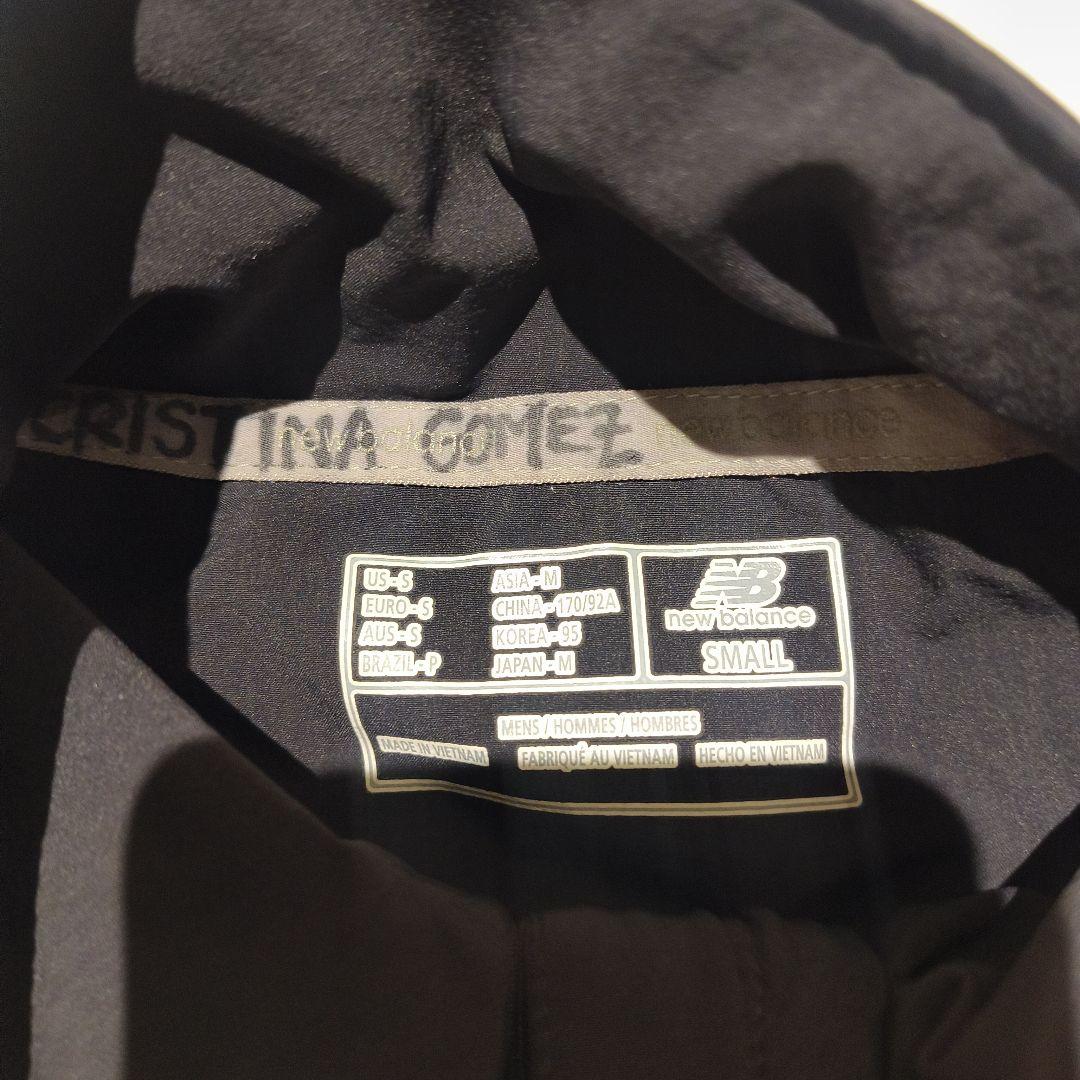 CRISTINA GOMEZ
new balance new balance
US - S ASIA - M
EURO - S CHINA - 170/92A
AUS - S KOREA - 95
BRAZIL - P JAPAN - M
NB
new balance
SMALL
MENS / HOMMES / HOMBRES
MADE IN VIETNAM FABRIQUÉ AU VIETNAM HECHO EN VIETNAM